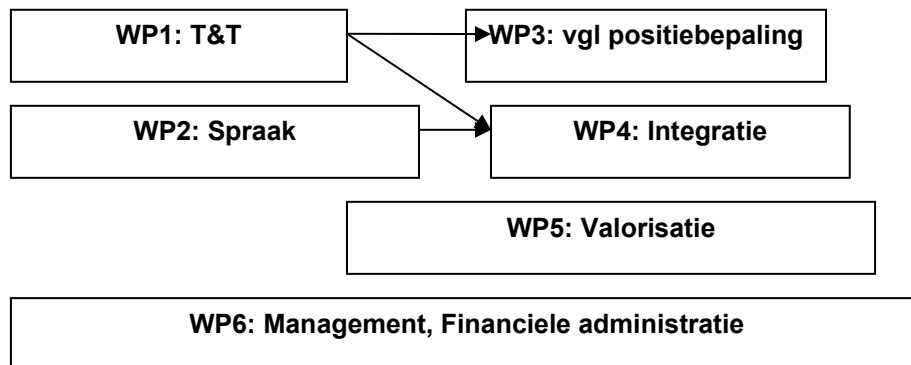 WP1: T&T
WP3: vgl positiebepaling
WP2: Spraak
WP4: Integratie
WP5: Valorisatie
WP6: Management, Financiele administratie